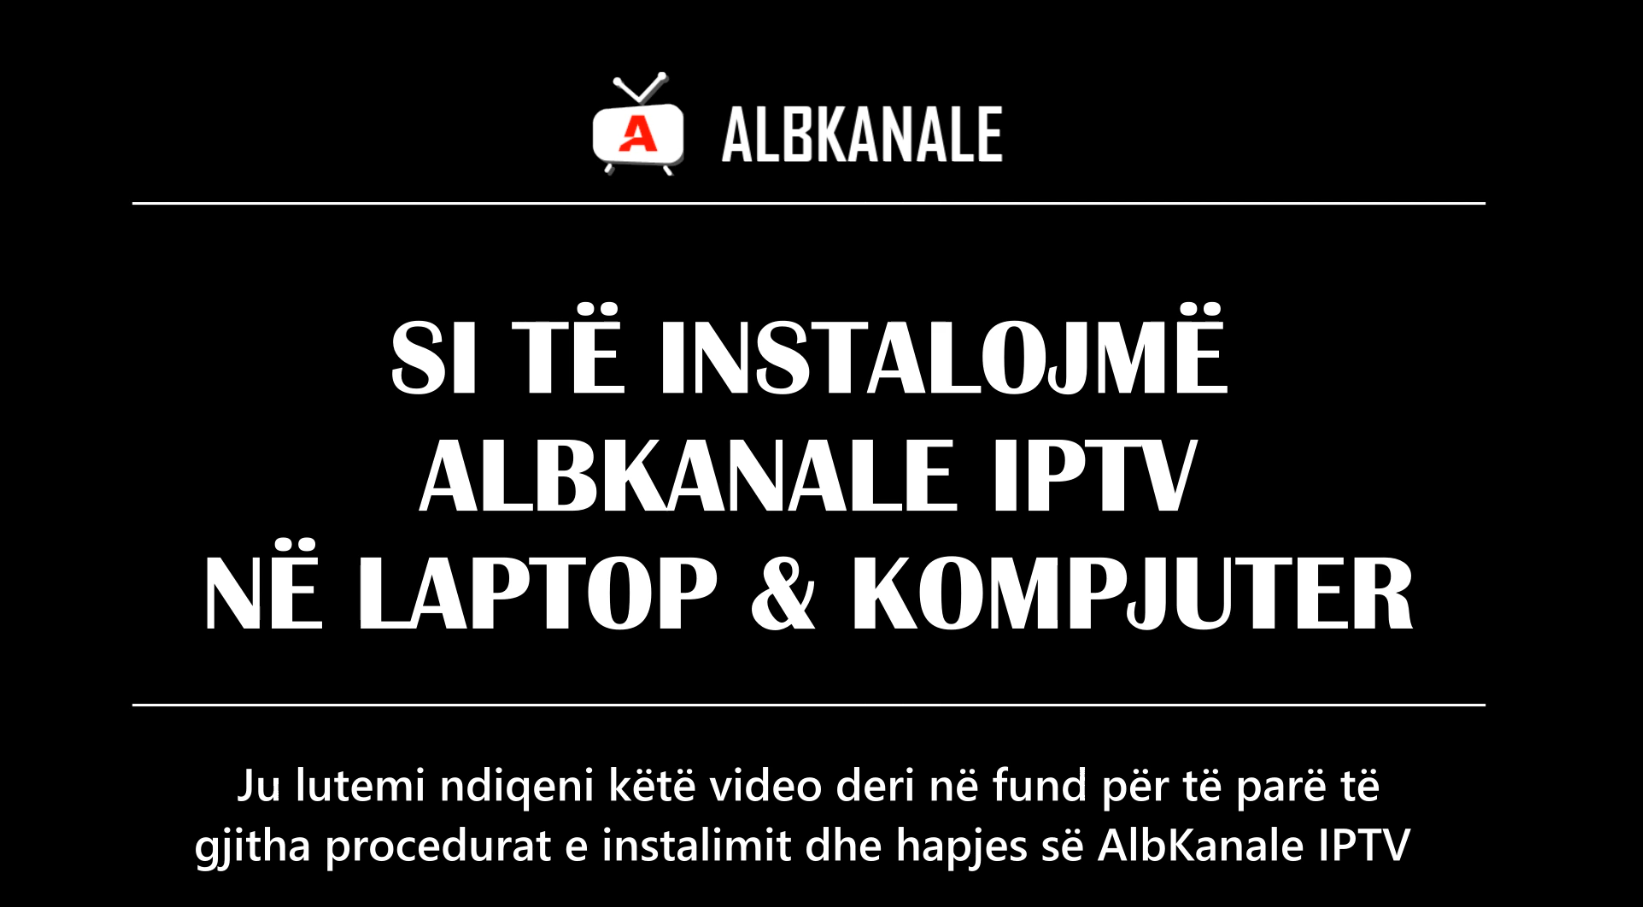 A
ALBKANALE
SI TË INSTALOJMË
ALBKANALE IPTV
NË LAPTOP & KOMPJUTER
Ju lutemi ndiqeni këtë video deri në fund për të parë të
gjitha procedurat e instalimit dhe hapjes së AlbKanale IPTV